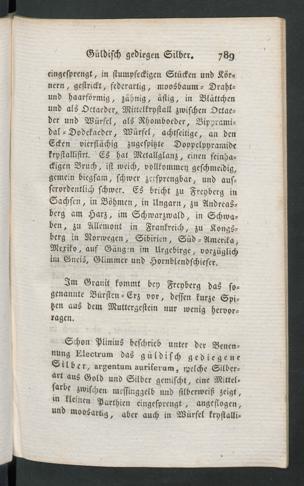 Güldisch gediegen Silber. 789
eingesprengt, in stumpfeckigen Stücken und Kör-
nern, gestrickt, federartig, moosbaum- Draht-
und haarförmig, zähnig, ästig, in Blättchen
und als Octaeder, Mittelkrystall zwischen Octae-
der und Würfel, als Rhomboeder, Bipyrami-
dal-Dodekaeder, Würfel, achtseitige, an den
Ecken vierflächig zugespizte Doppelpyramide
krystallisirt. Es hat Metallglanz, einen feinha-
ckigen Bruch, ist weich, vollkommen geschmeidig,
gemein biegsam, schwer zersprengbar, und aus-
serordentlich schwer. Es bricht zu Freyberg in
Sachsen, in Böhmen, in Ungarn, zu Andreas-
berg am Harz, im Schwarzwald, in Schwa-
ben, zu Allemont in Frankreich, zu Kongs-
berg in Norwegen, Sibirien, Süd-Amerika,
Mexiko, auf Gängen im Urgebirge, vorzüglich
im Gneis, Glimmer und Hornblendschiefer.
Im Granit kommt bey Freyberg das so-
genannte Bürsten-Erz vor, dessen kurze Spi-
tzen aus dem Muttergestein nur wenig hervor-
ragen.
Schon Plinius beschrieb unter der Benen-
nung Electrum das güldisch gediegene
Silber, argentum auriferum, welche Silber-
art aus Gold und Silber gemischt, eine Mittel-
farbe zwischen messinggelb und silberweiß zeigt,
in kleinen Parthien eingesprengt, angeflogen,
und moosartig, aber auch in Würfel krystalli-